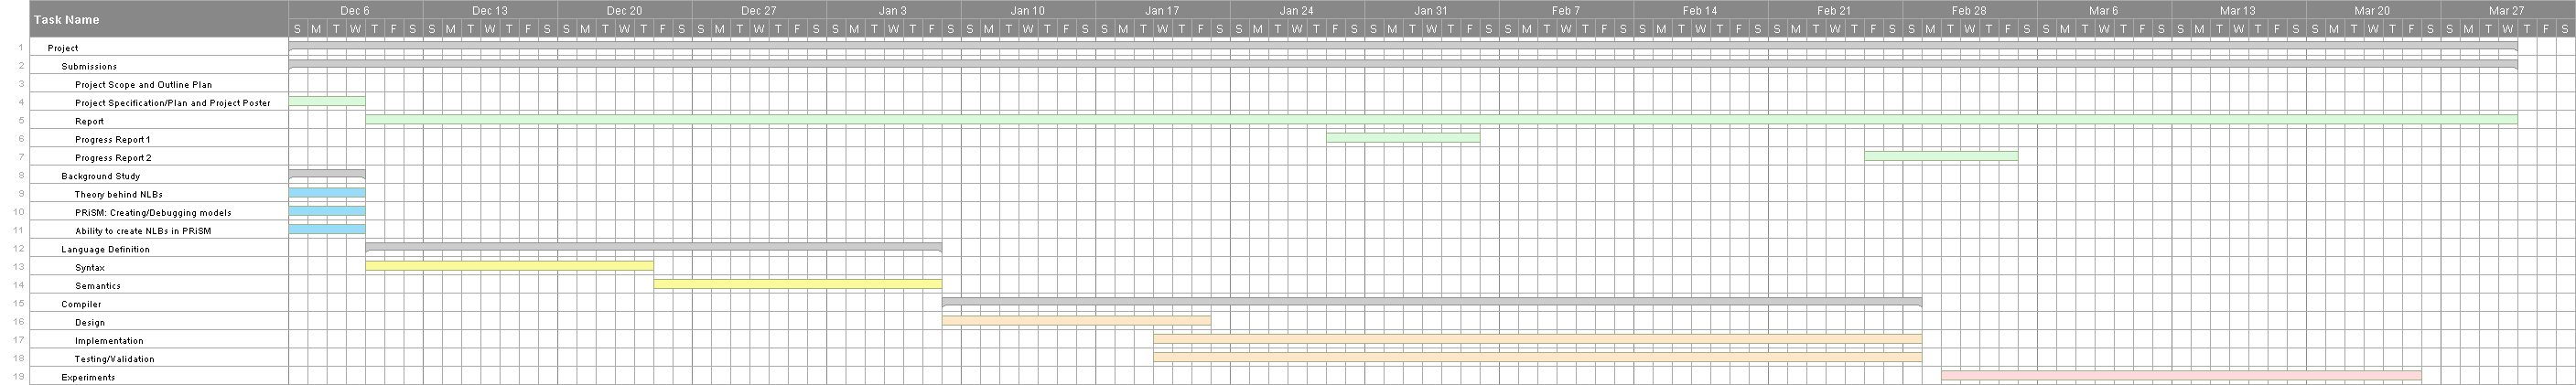 Task Name
Dec 6 Dec 13 Dec 20 Dec 27 Jan 3 Jan 10 Jan 17 Jan 24 Jan 31 Feb 7 Feb 14 Feb 21 Feb 28 Mar 6 Mar 13 Mar 20 Mar 27
S M T W T F S S M T W T F S S M T W T F S S M T W T F S S M T W T F S S M T W T F S S M T W T F S S M T W T F S S M T W T F S S M T W T F S S M T W T F S S M T W T F S S M T W T F S S M T W T F S S M T W T F S S M T W T F S S M T W T F S
1 Project
2 Submissions
3 Project Scope and Outline Plan
4 Project Specification/Plan and Project Poster
5 Report
6 Progress Report 1
7 Progress Report 2
8 Background Study
9 Theory behind NLBs
10 PRiSM: Creating/Debugging models
11 Ability to create NLBs in PRiSM
12 Language Definition
13 Syntax
14 Semantics
15 Compiler
16 Design
17 Implementation
18 Testing/Validation
19 Experiments